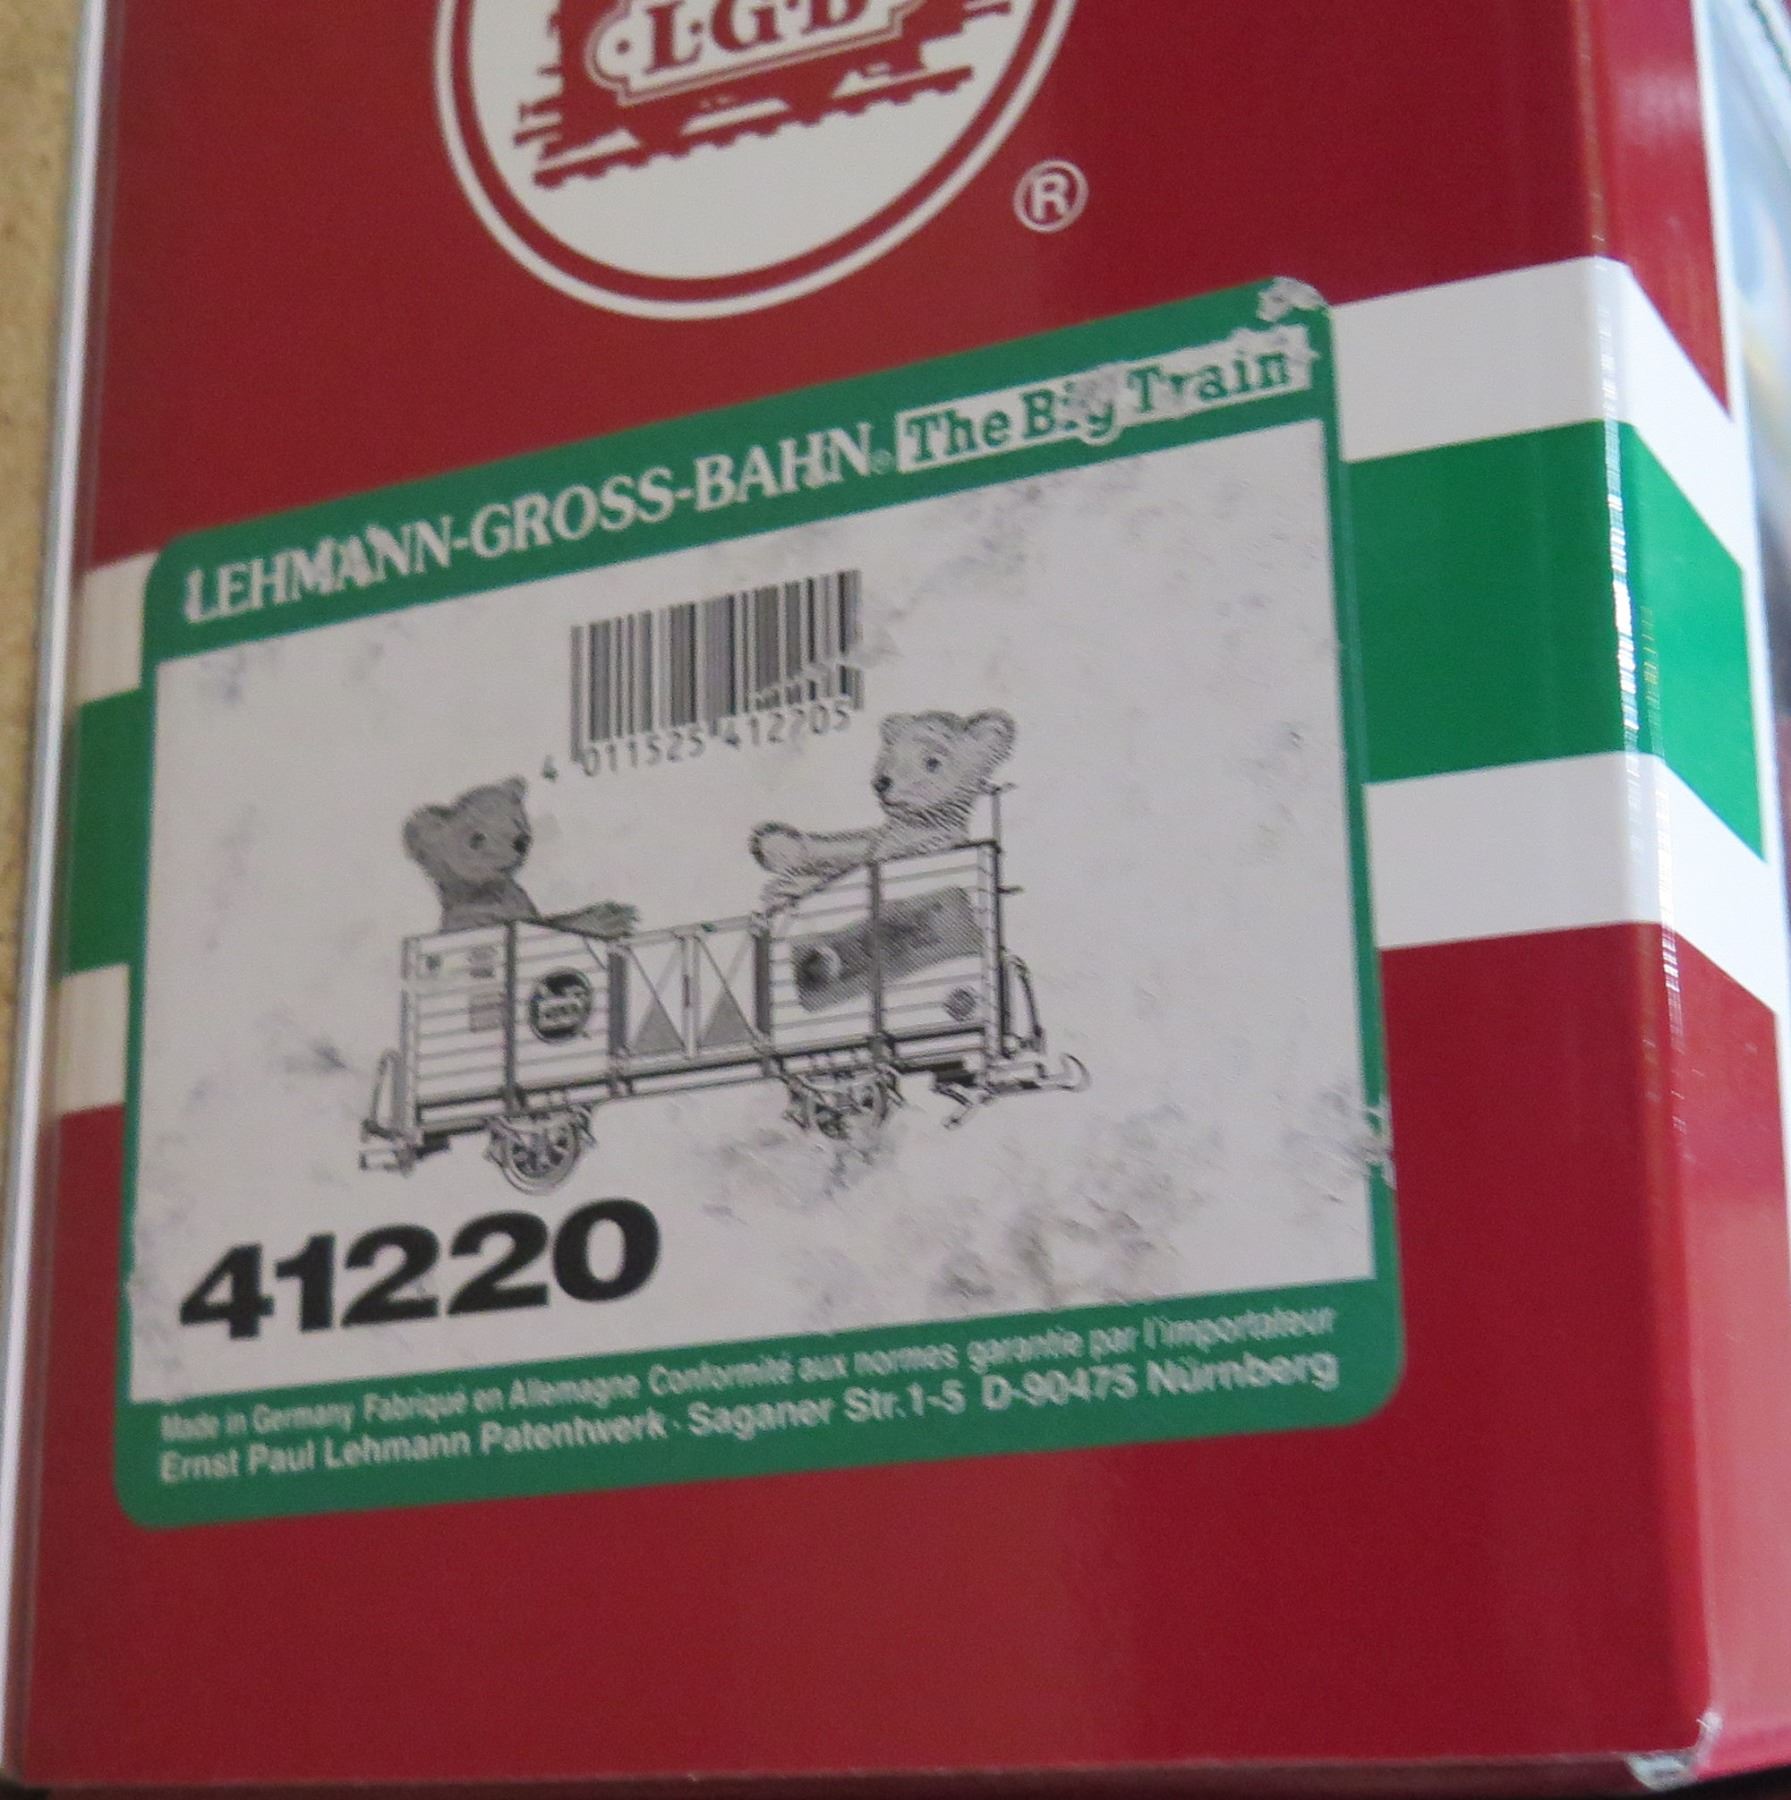 LGB
®
LEHMANN-GROSS-BAHN® The Big Train
4 011525 412205
41220
Made in Germany Fabriqué en Allemagne Conformité aux normes garantie par l'importateur
Ernst Paul Lehmann Patentwerk · Saganer Str. 1-5 D-90475 Nürnberg